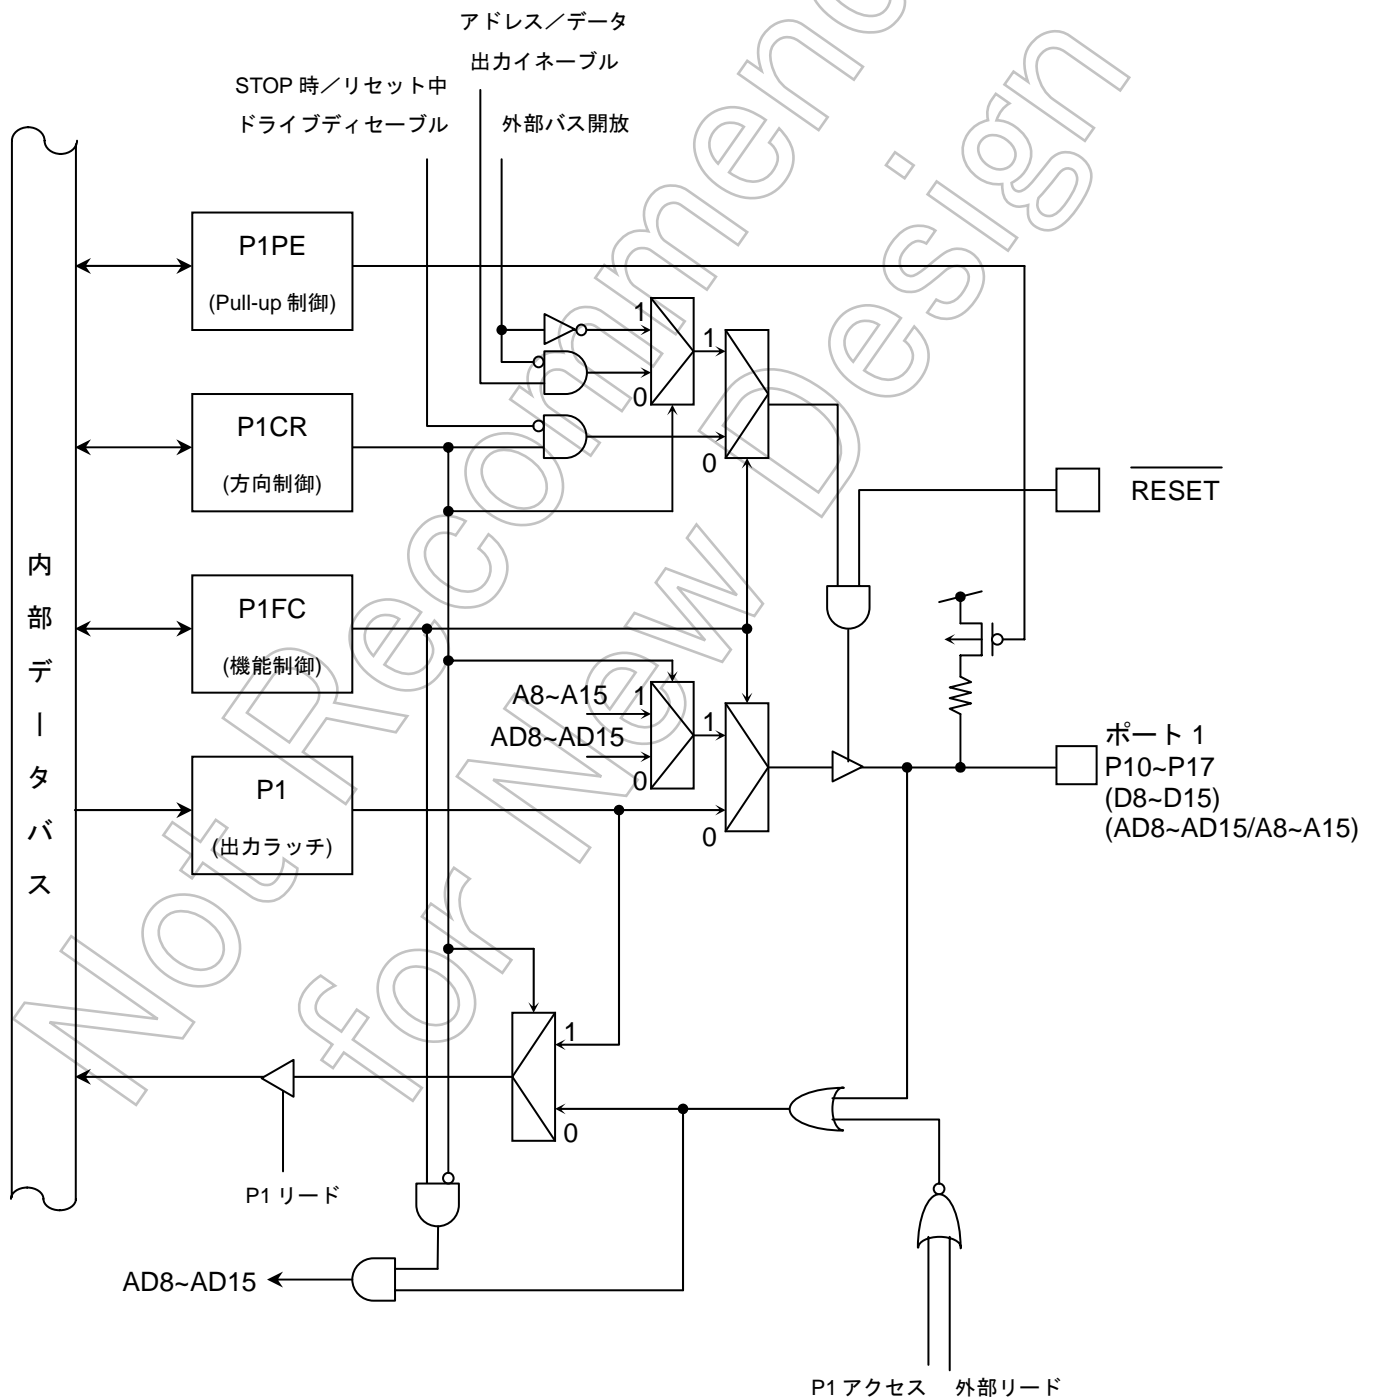 アドレス／データ
出力イネーブル
STOP 時／リセット中
ドライブディセーブル
外部バス開放
P1PE
(Pull-up 制御)
1
0
1
0
P1CR
(方向制御)
RESET
内部データバス
P1FC
(機能制御)
A8~A15
1
AD8~AD15
0
1
0
P1
(出力ラッチ)
ポート 1
P10~P17
(D8~D15)
(AD8~AD15/A8~A15)
1
0
P1 リード
AD8~AD15
P1 アクセス
外部リード
Not Recommended
for New Design